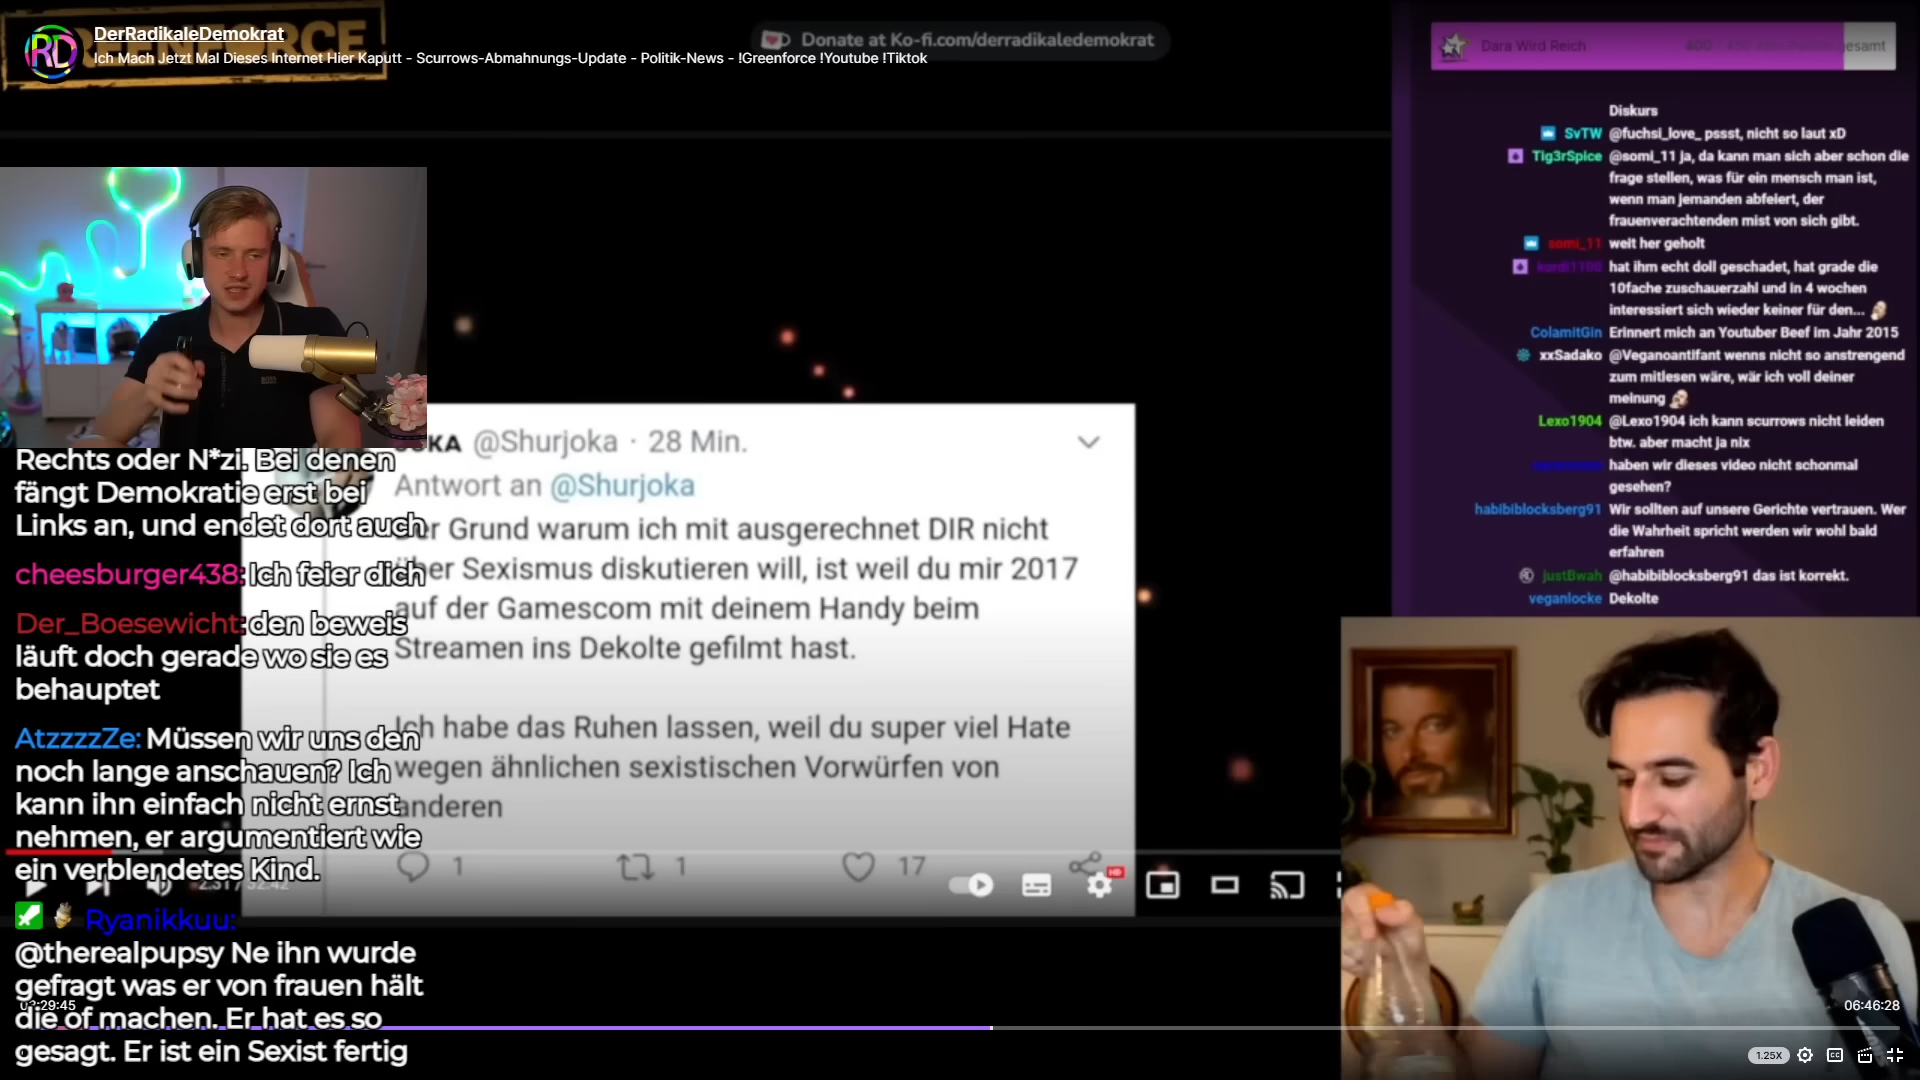 GREENFORCE
DerRadikaleDemokrat
Ich Mach Jetzt Mal Dieses Internet Hier Kaputt - Scurrows-Abmahnungs-Update - Politik-News - !Greenforce !Youtube !Tiktok
Donate at Ko-fi.com/derradikaledemokrat
Dara Wird Reich
Diskurs
SvTW @fuchsi_love_ pssst, nicht so laut xD
Tig3rSpice @somi_11 ja, da kann man sich aber schon die
frage stellen, was für ein mensch man ist,
wenn man jemanden abfeiert, der
frauenverachtenden mist von sich gibt.
somi_11 weit her geholt
hat ihm echt doll geschadet, hat grade die
10fache zuschauerzahl und in 4 wochen
interessiert sich wieder keiner für den...
ColamitGin Erinnert mich an Youtuber Beef im Jahr 2015
xxSadako @Veganoantifant wenns nicht so anstrengend
zum mitlesen wäre, wär ich voll deiner
meinung
Lexo1904 @Lexo1904 ich kann scurrows nicht leiden
btw. aber macht ja nix
haben wir dieses video nicht schonmal
gesehen?
habibiblocksberg91 Wir sollten auf unsere Gerichte vertrauen. Wer
die Wahrheit spricht werden wir wohl bald
erfahren
justBwah @habibiblocksberg91 das ist korrekt.
veganlocke Dekolte
KA @Shurjoka · 28 Min.
Antwort an @Shurjoka
er Grund warum ich mit ausgerechnet DIR nicht
über Sexismus diskutieren will, ist weil du mir 2017
auf der Gamescom mit deinem Handy beim
Streamen ins Dekolte gefilmt hast.
Ich habe das Ruhen lassen, weil du super viel Hate
wegen ähnlichen sexistischen Vorwürfen von
anderen
1
1
17
HD
Rechts oder N*zi. Bei denen
fängt Demokratie erst bei
Links an, und endet dort auch
cheesburger438: Ich feier dich
Der_Boesewicht: den beweis
läuft doch gerade wo sie es
behauptet
AtzzzzZe: Müssen wir uns den
noch lange anschauen? Ich
kann ihn einfach nicht ernst
nehmen, er argumentiert wie
ein verblendetes Kind.
Ryanikkuu:
@therealpupsy Ne ihn wurde
gefragt was er von frauen hält
die of machen. Er hat es so
gesagt. Er ist ein Sexist fertig
06:46:28
1.25X